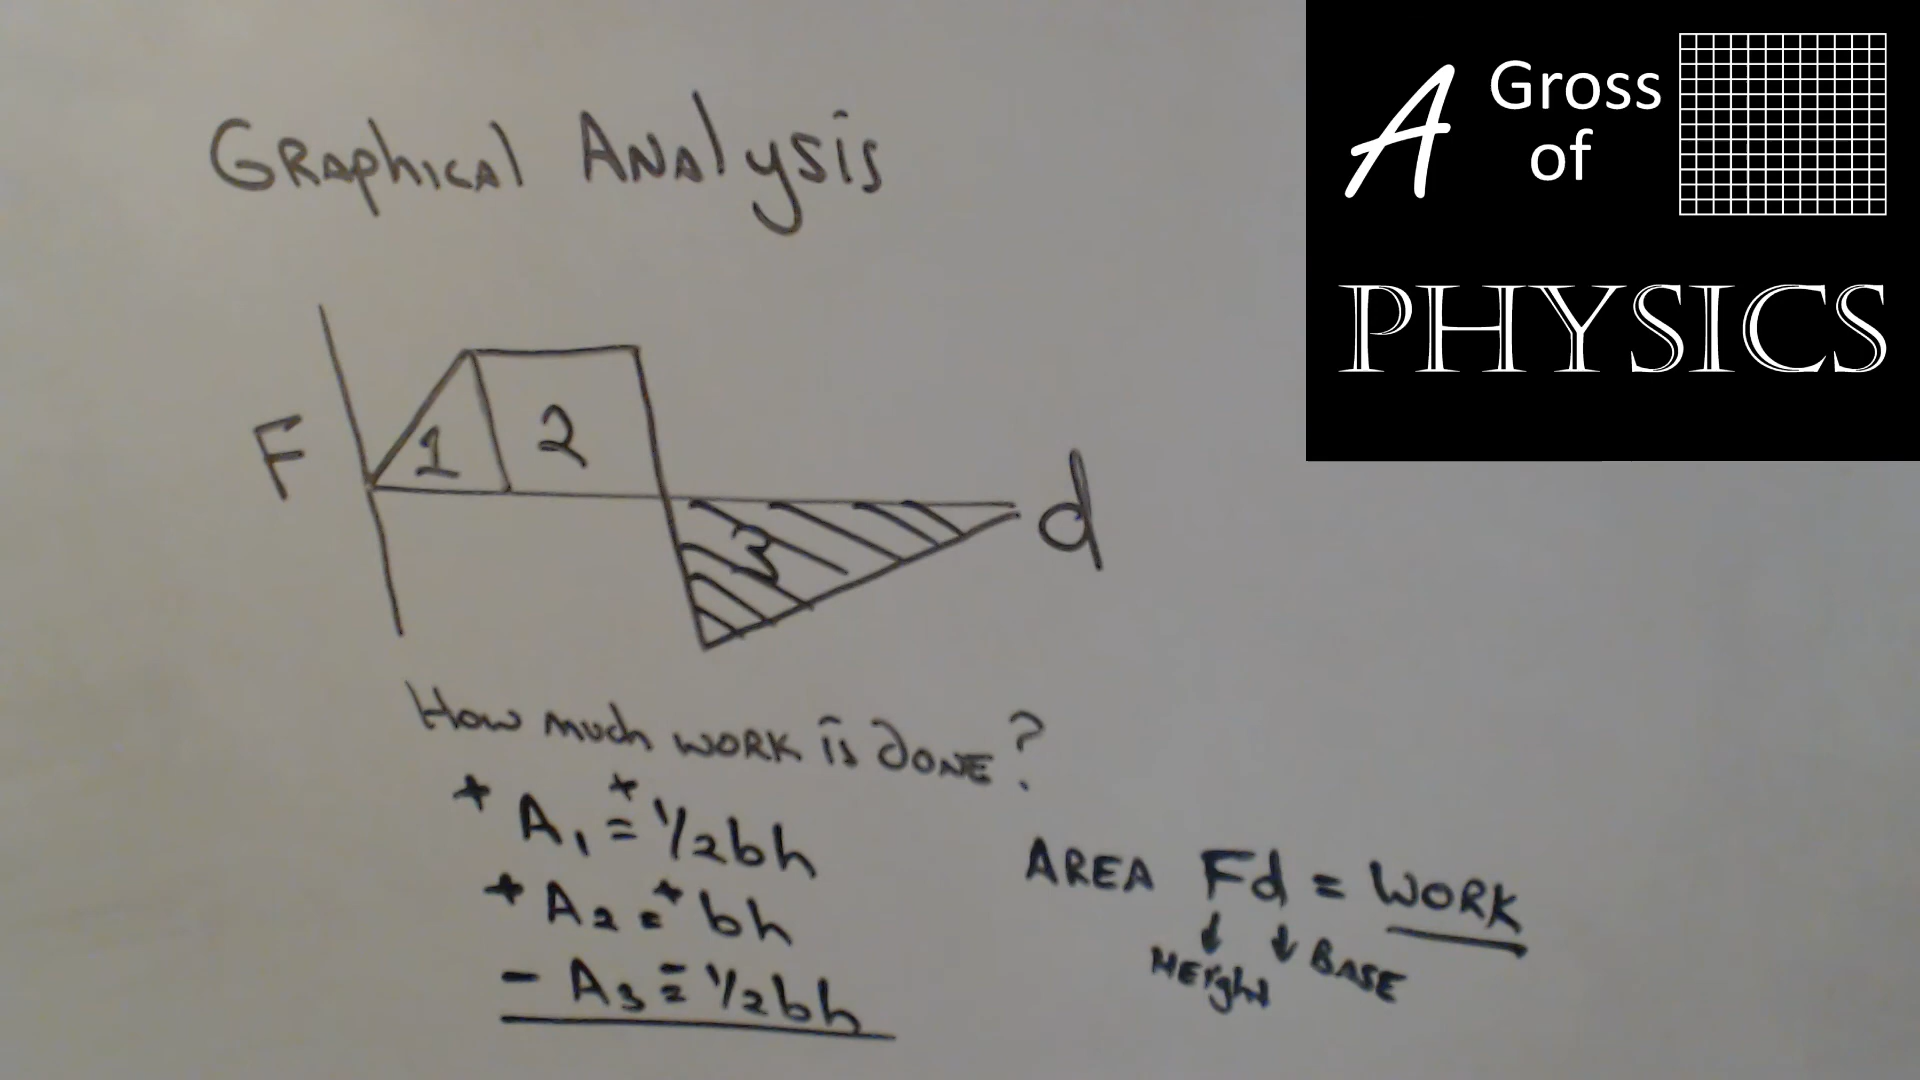 Graphical Analysis
A Gross
of
PHYSICS
F
1
2
3
d
How much work is done?
+ A₁ =⁺ ½bh
+ A₂ =⁺ bh
- A₃ =⁻ ½bh
AREA Fd = WORK
↓ ↓
Height BASE